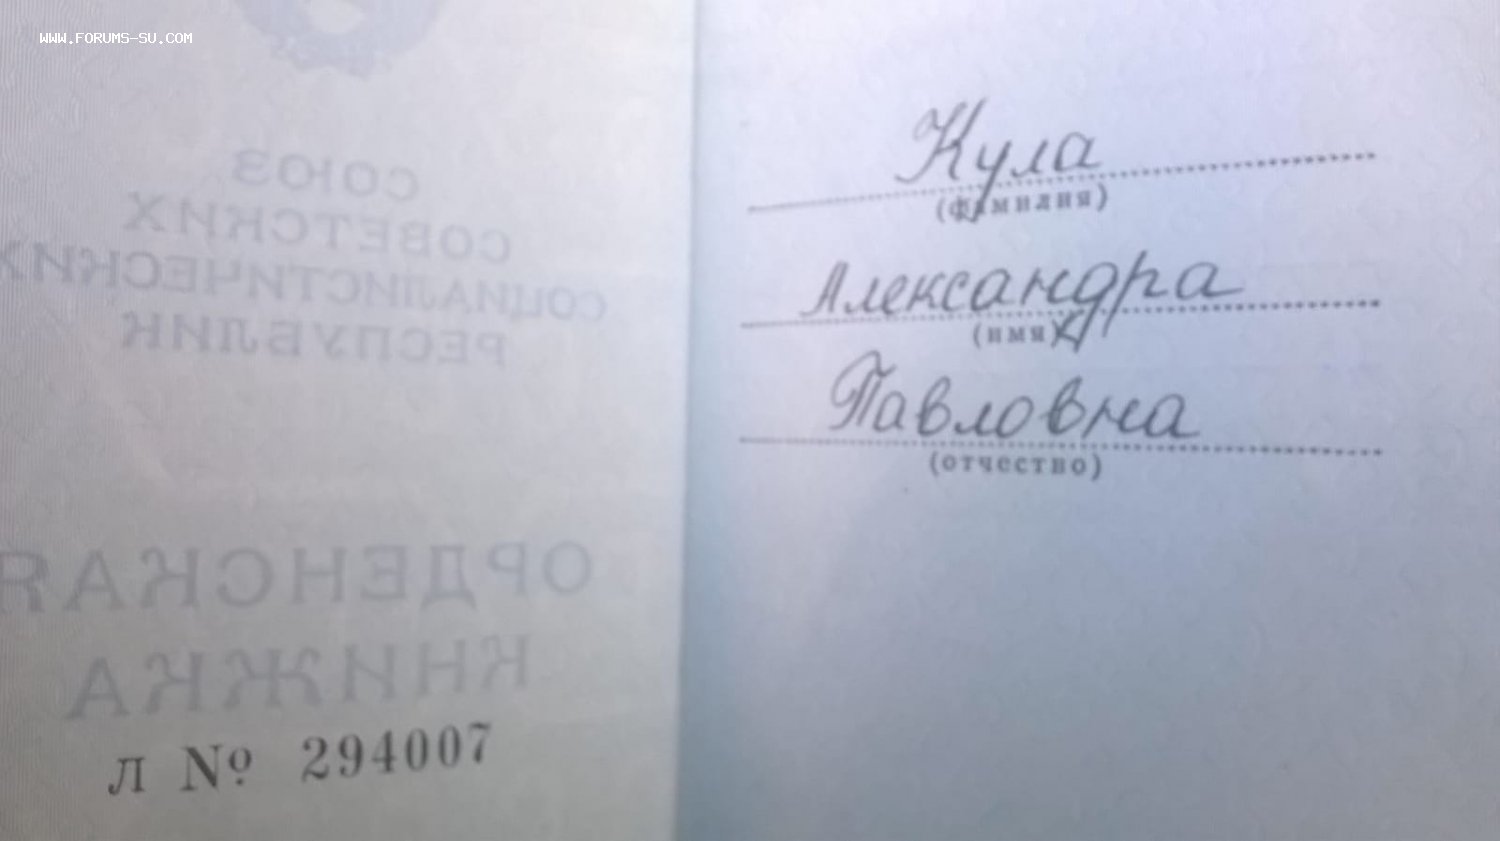 WWW.FORUMS-SU.COM
СОЮЗ
СОВЕТСКИХ
СОЦИАЛИСТИЧЕСКИХ
РЕСПУБЛИК
ОРДЕНСКАЯ
КНИЖКА
Л № 294007
Кула
(фамилия)
Александра
(имя)
Павловна
(отчество)